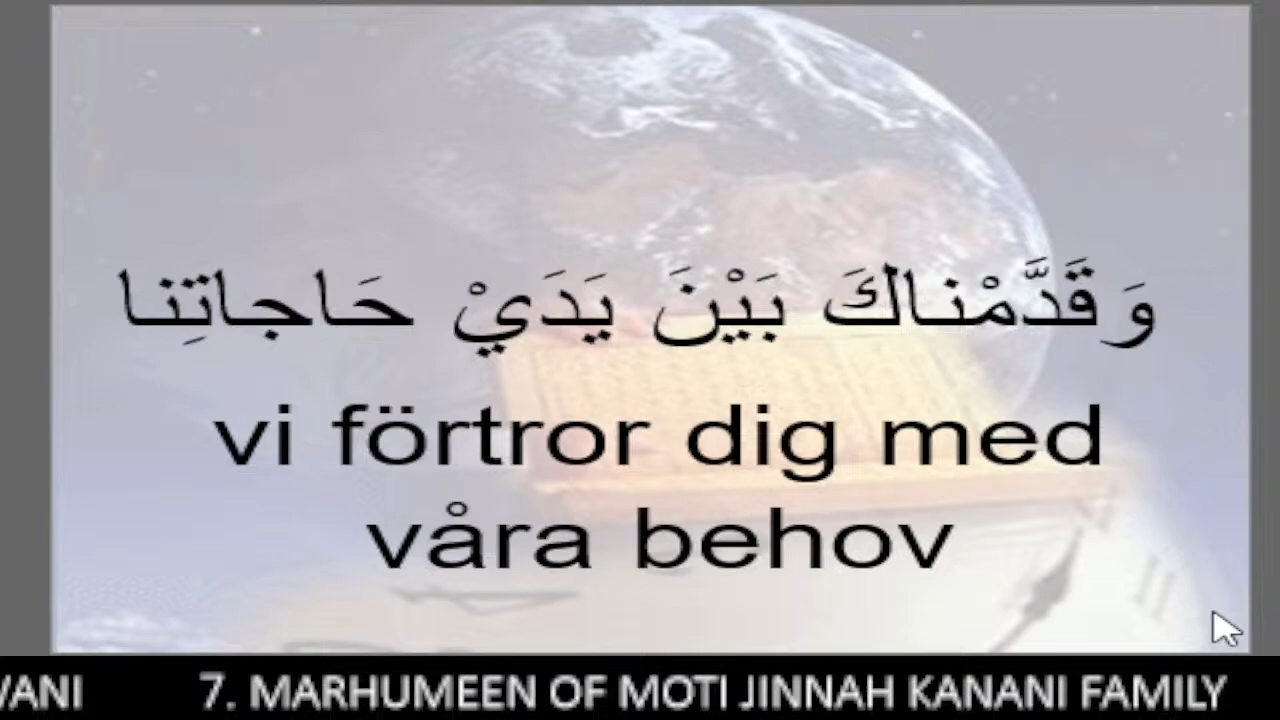 وَقَدَّمْناكَ بَيْنَ يَدَيْ حَاجاتِنا
vi förtror dig med
våra behov
VANI 7. MARHUMEEN OF MOTI JINNAH KANANI FAMILY